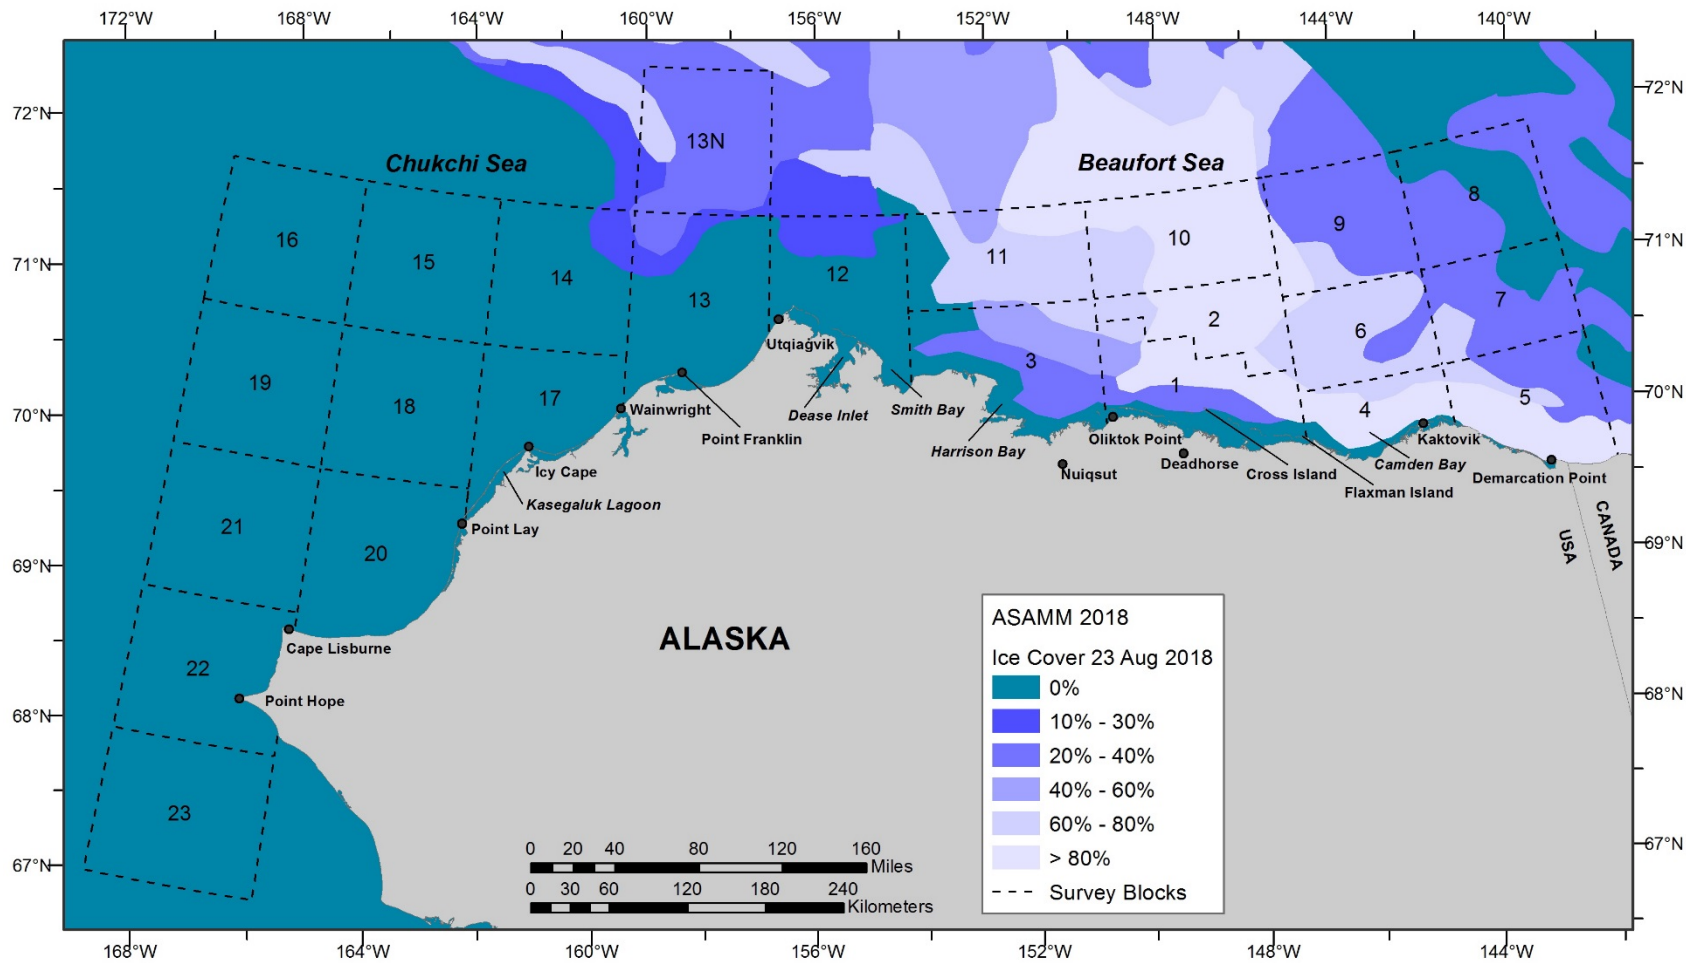 172°W 168°W 164°W 160°W 156°W 152°W 148°W 144°W 140°W
72°N 72°N
13N
Chukchi Sea Beaufort Sea
8
9
16 10
71°N 15 11 71°N
14 12
13 7
2 6
Utqiaġvik
19 3 1 5
18 17 4
70°N 70°N
Wainwright Dease Inlet Smith Bay
Point Franklin Harrison Bay Oliktok Point Kaktovik
Icy Cape Nuiqsut Deadhorse Cross Island Camden Bay Demarcation Point
Kasegaluk Lagoon Flaxman Island
21 Point Lay
20 USA CANADA
69°N 69°N
ALASKA
Cape Lisburne
22
Point Hope
68°N 68°N
23
67°N 67°N
ASAMM 2018
Ice Cover 23 Aug 2018
0%
10% - 30%
20% - 40%
40% - 60%
60% - 80%
> 80%
Survey Blocks
0 20 40 80 120 160
Miles
0 30 60 120 180 240
Kilometers
168°W 164°W 160°W 156°W 152°W 148°W 144°W